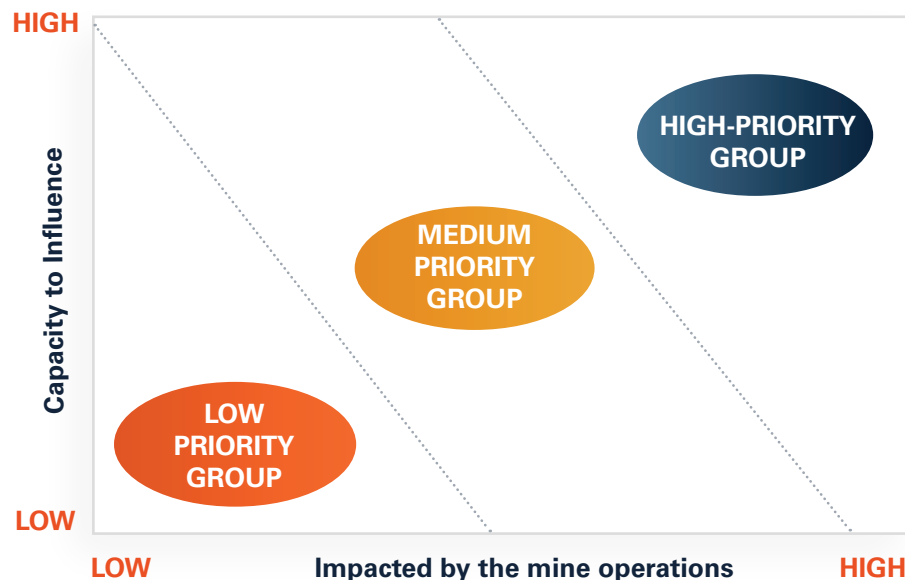 HIGH
HIGH-PRIORITY
GROUP
Capacity to Influence
MEDIUM
PRIORITY
GROUP
LOW
PRIORITY
GROUP
LOW
LOW
Impacted by the mine operations
HIGH